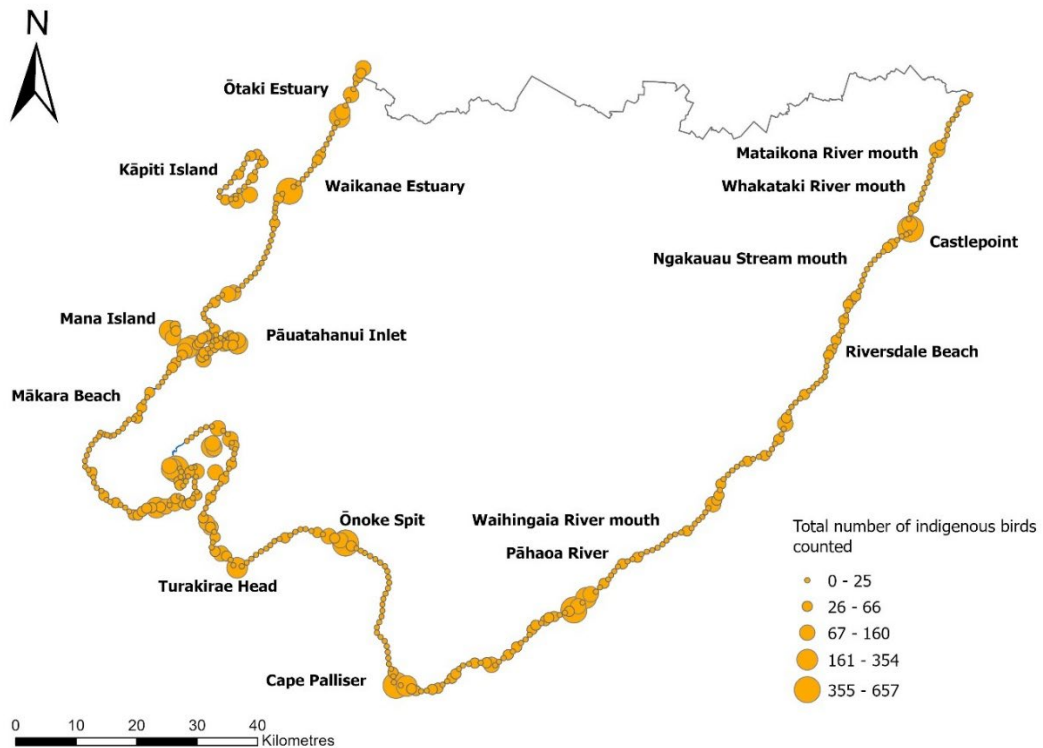 N
Ōtaki Estuary
Kāpiti Island
Waikanae Estuary
Mataikona River mouth
Whakataki River mouth
Castlepoint
Ngakauau Stream mouth
Mana Island
Pāuatahanui Inlet
Riversdale Beach
Mākara Beach
Ōnoke Spit
Waihingaia River mouth
Pāhaoa River
Turakirae Head
Cape Palliser
Total number of indigenous birds
counted
0 - 25
26 - 66
67 - 160
161 - 354
355 - 657
0 10 20 30 40
Kilometres